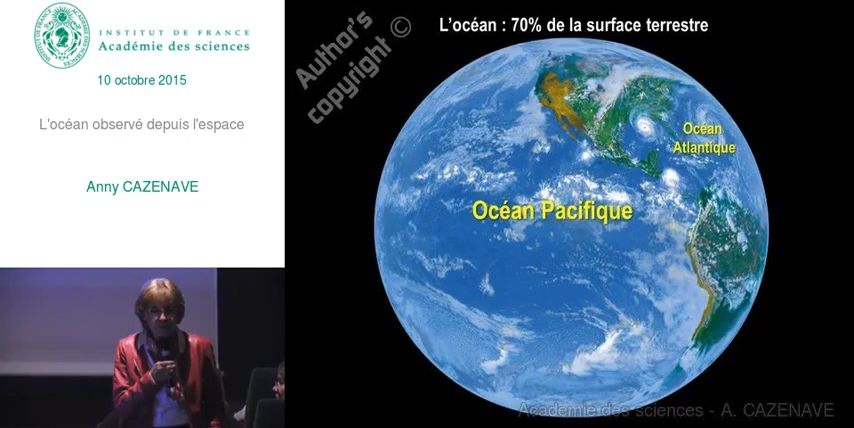 INSTITUT DE FRANCE
Académie des sciences
10 octobre 2015
L'océan observé depuis l'espace
Anny CAZENAVE
Author's
copyright ©
L'océan : 70% de la surface terrestre
Océan
Atlantique
Océan Pacifique
Académie des sciences - A. CAZENAVE